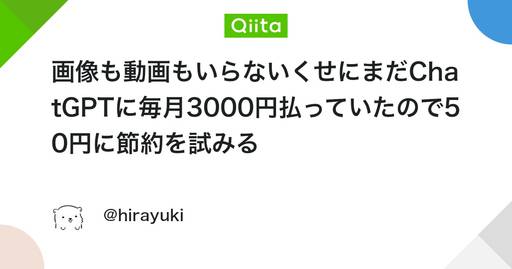 Qiita
画像も動画もいらないくせにまだCha
tGPTに毎月3000円払っていたので5
0円に節約を試みる
@hirayuki